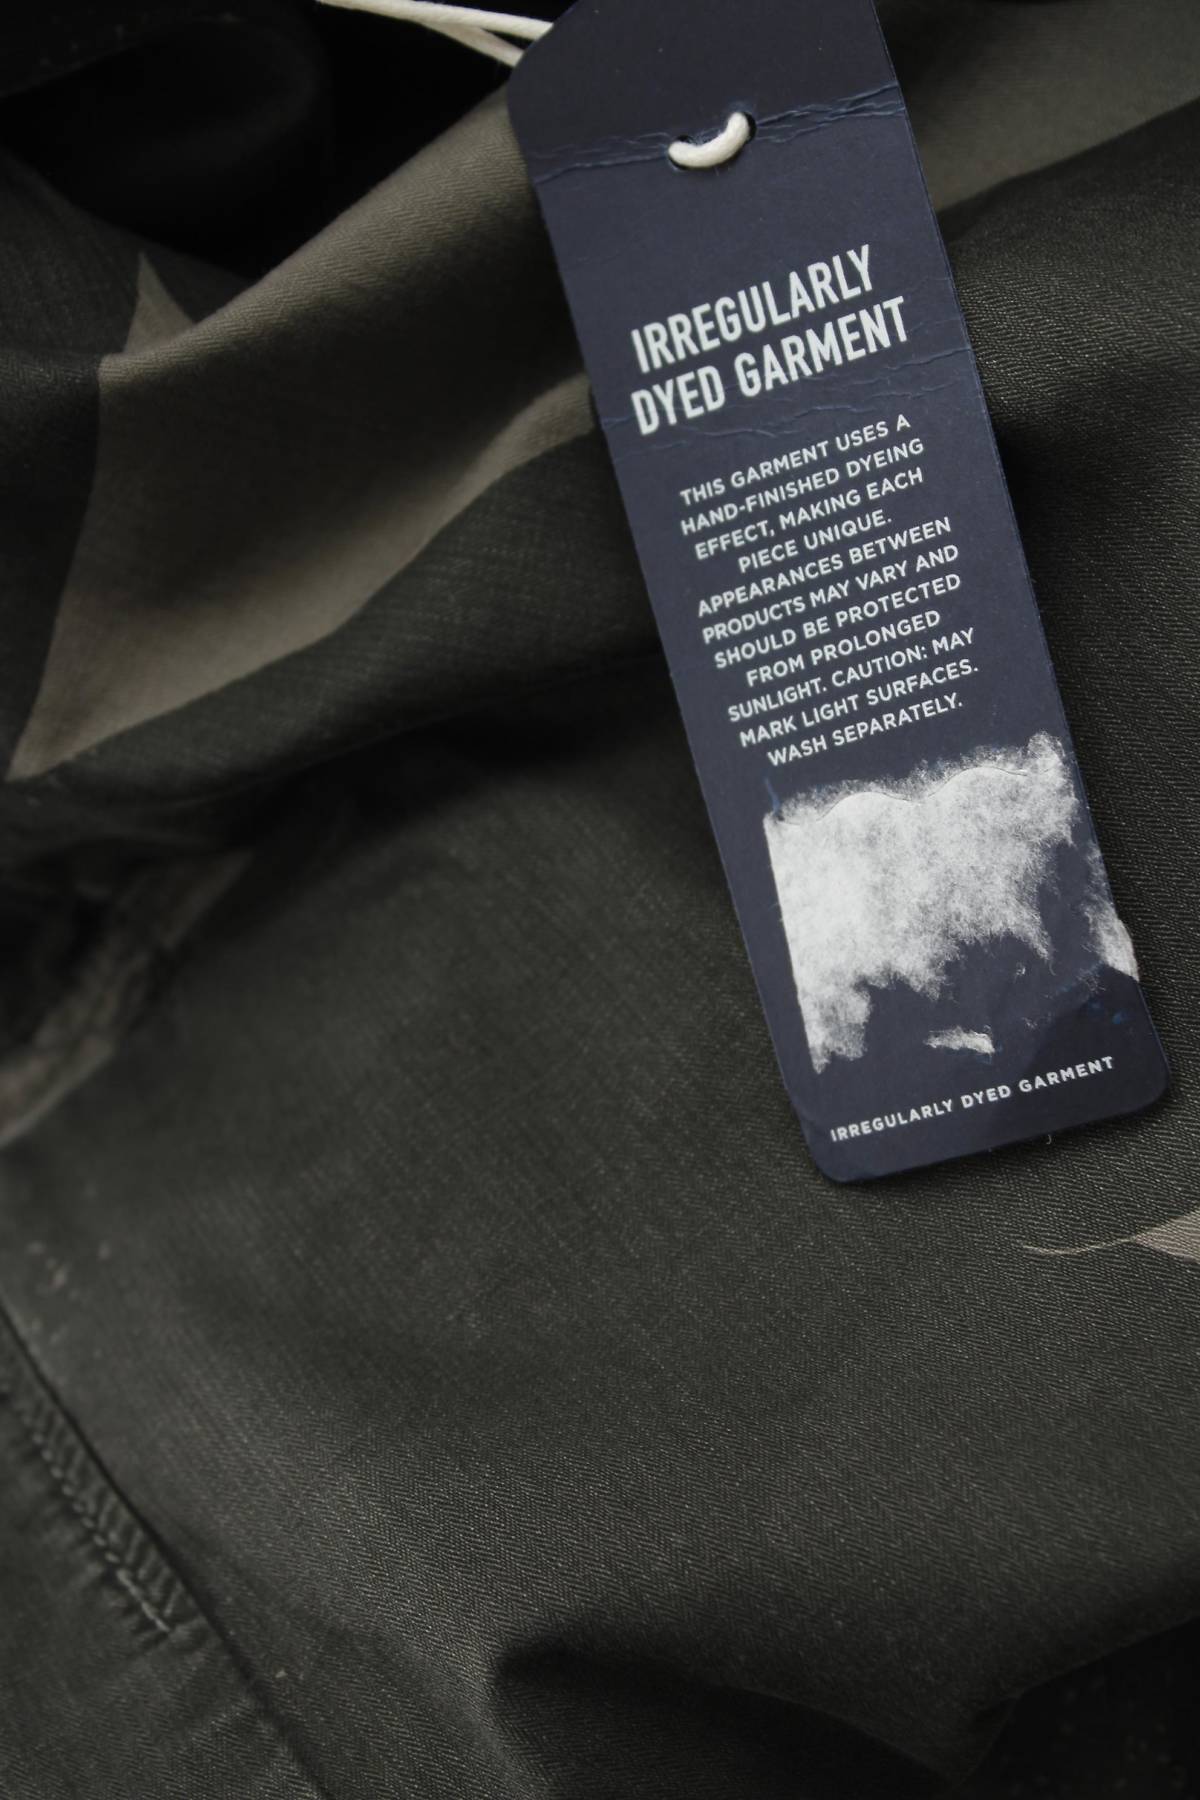 IRREGULARLY
DYED GARMENT
THIS GARMENT USES A
HAND-FINISHED DYEING
EFFECT, MAKING EACH
PIECE UNIQUE.
APPEARANCES BETWEEN
PRODUCTS MAY VARY AND
SHOULD BE PROTECTED
FROM PROLONGED
SUNLIGHT. CAUTION: MAY
MARK LIGHT SURFACES.
WASH SEPARATELY.
IRREGULARLY DYED GARMENT